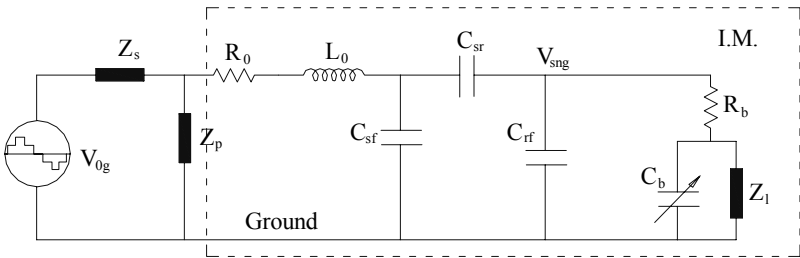 I.M.
Z_s
R_0
L_0
C_sr
V_sng
R_b
V_0g
Z_p
C_sf
C_rf
C_b
Z_l
Ground